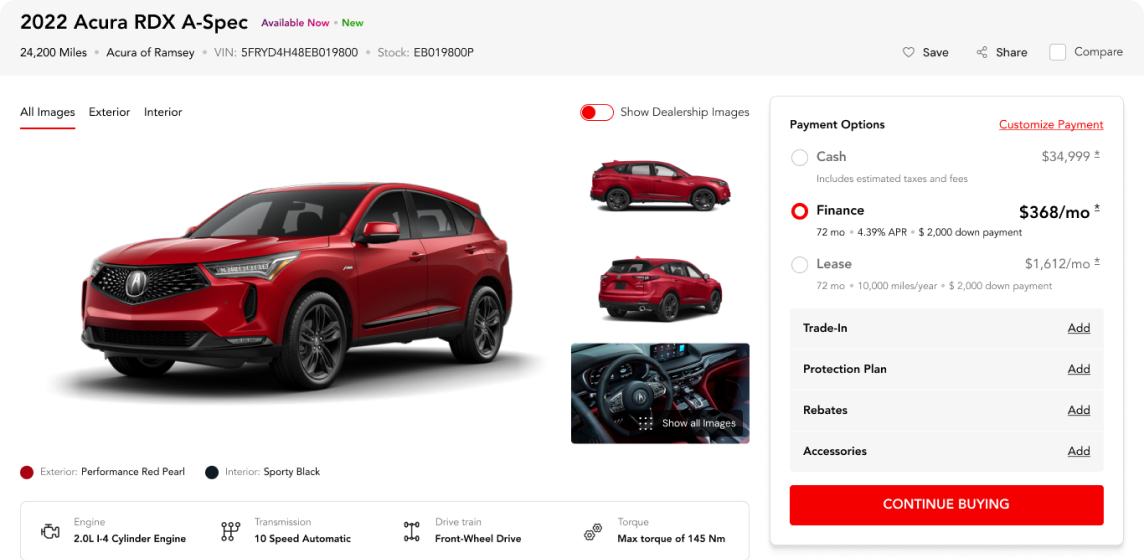 2022 Acura RDX A-Spec Available Now • New
24,200 Miles • Acura of Ramsey • VIN: 5FRYD4H48EB019800 • Stock: EB019800P
Save Share Compare
All Images Exterior Interior
Show Dealership Images
Show all Images
Exterior: Performance Red Pearl Interior: Sporty Black
Engine
2.0L I-4 Cylinder Engine
Transmission
10 Speed Automatic
Drive train
Front-Wheel Drive
Torque
Max torque of 145 Nm
Payment Options Customize Payment
Cash $34,999 *
Includes estimated taxes and fees
Finance $368/mo *
72 mo • 4.39% APR • $ 2,000 down payment
Lease $1,612/mo *
72 mo • 10,000 miles/year • $ 2,000 down payment
Trade-In Add
Protection Plan Add
Rebates Add
Accessories Add
CONTINUE BUYING